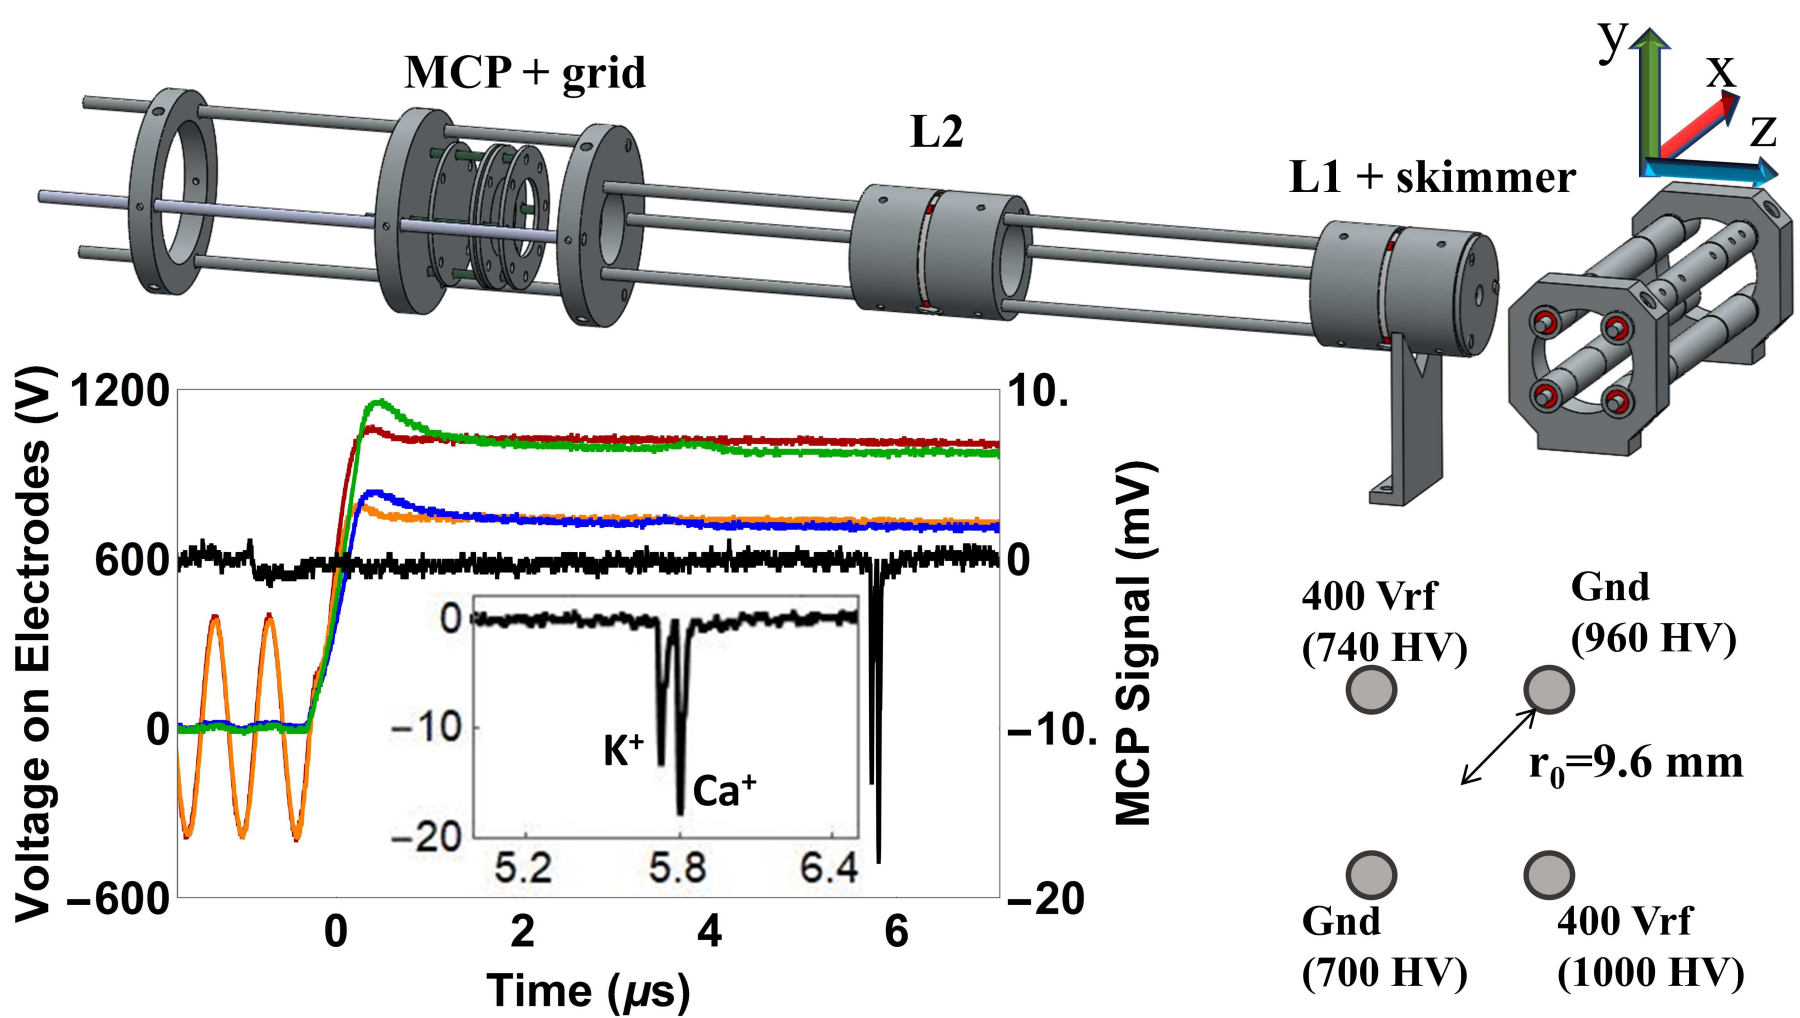 MCP + grid
L2
L1 + skimmer
y
x
z
Voltage on Electrodes (V)
1200
600
0
−600
10.
0
−10.
−20
MCP Signal (mV)
0
−10
−20
K⁺
Ca⁺
5.2 5.8 6.4
0 2 4 6
Time (μs)
400 Vrf
(740 HV)
Gnd
(960 HV)
r₀=9.6 mm
Gnd
(700 HV)
400 Vrf
(1000 HV)